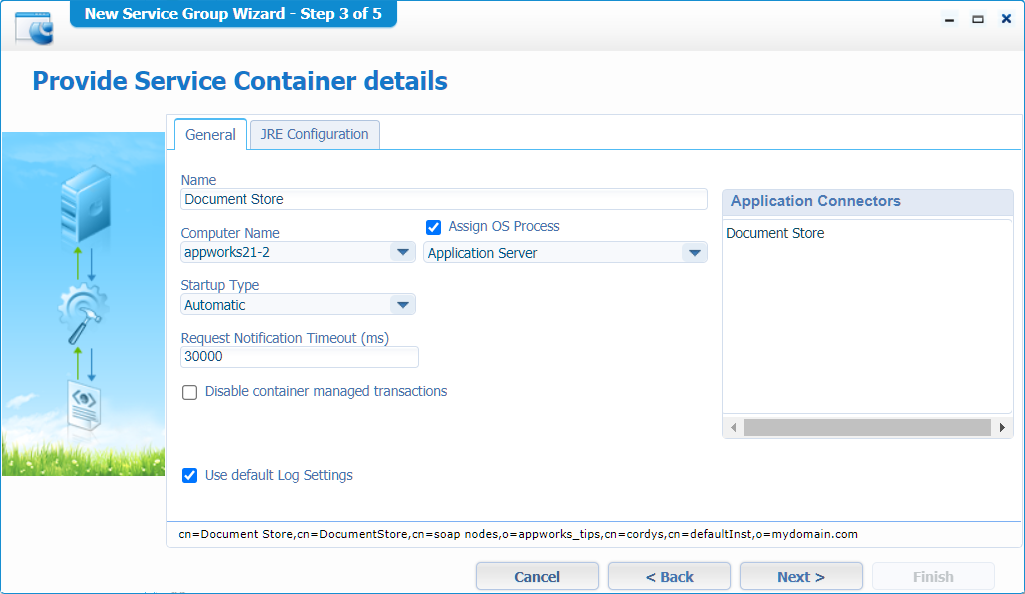 New Service Group Wizard - Step 3 of 5
Provide Service Container details
General
JRE Configuration
Name
Document Store
Computer Name
appworks21-2
Assign OS Process
Application Server
Startup Type
Automatic
Request Notification Timeout (ms)
30000
Disable container managed transactions
Use default Log Settings
Application Connectors
Document Store
cn=Document Store,cn=DocumentStore,cn=soap nodes,o=appworks_tips,cn=cordys,cn=defaultInst,o=mydomain.com
Cancel
< Back
Next >
Finish